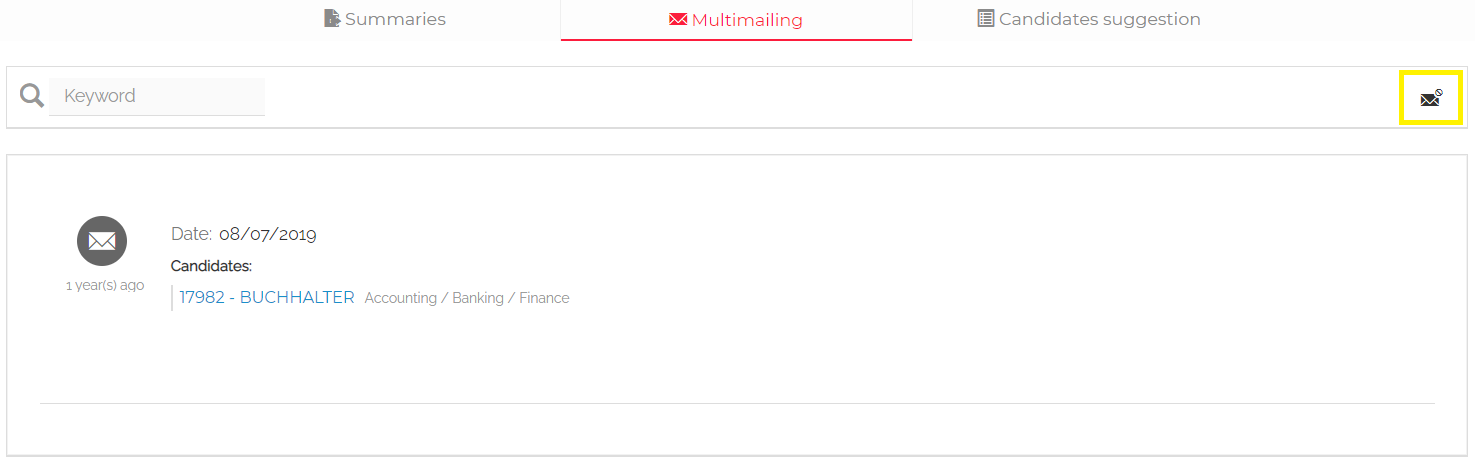 Summaries
Multimailing
Candidates suggestion
Keyword
Date: 08/07/2019
1 year(s) ago
Candidates:
17982 - BUCHHALTER Accounting / Banking / Finance